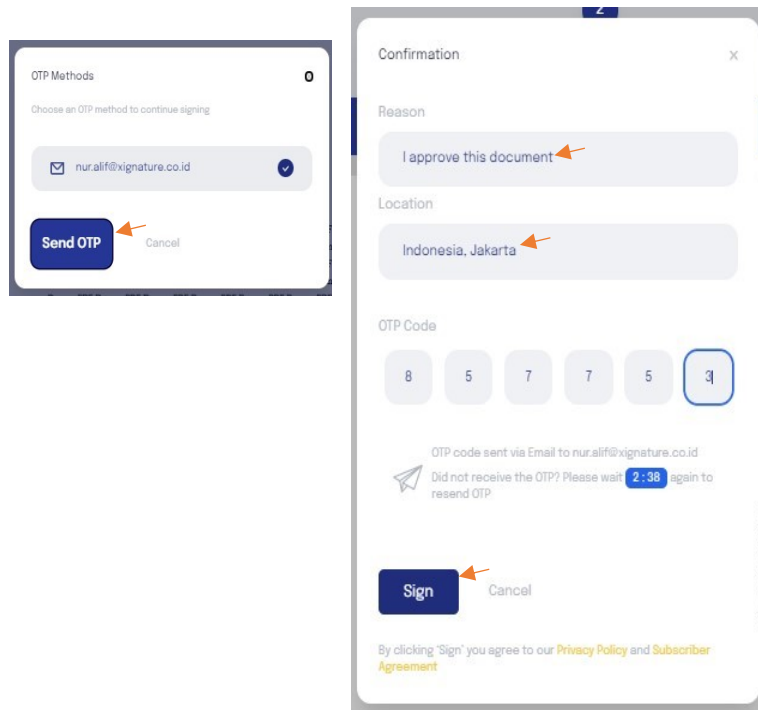 OTP Methods
O
Choose an OTP method to continue signing
nur.alif@xignature.co.id
Send OTP
Cancel
2
Confirmation
x
Reason
I approve this document
Location
Indonesia, Jakarta
OTP Code
8 5 7 7 5 3
OTP code sent via Email to nur.alif@xignature.co.id
Did not receive the OTP? Please wait 2:38 again to
resend OTP
Sign
Cancel
By clicking "Sign" you agree to our Privacy Policy and Subscriber
Agreement